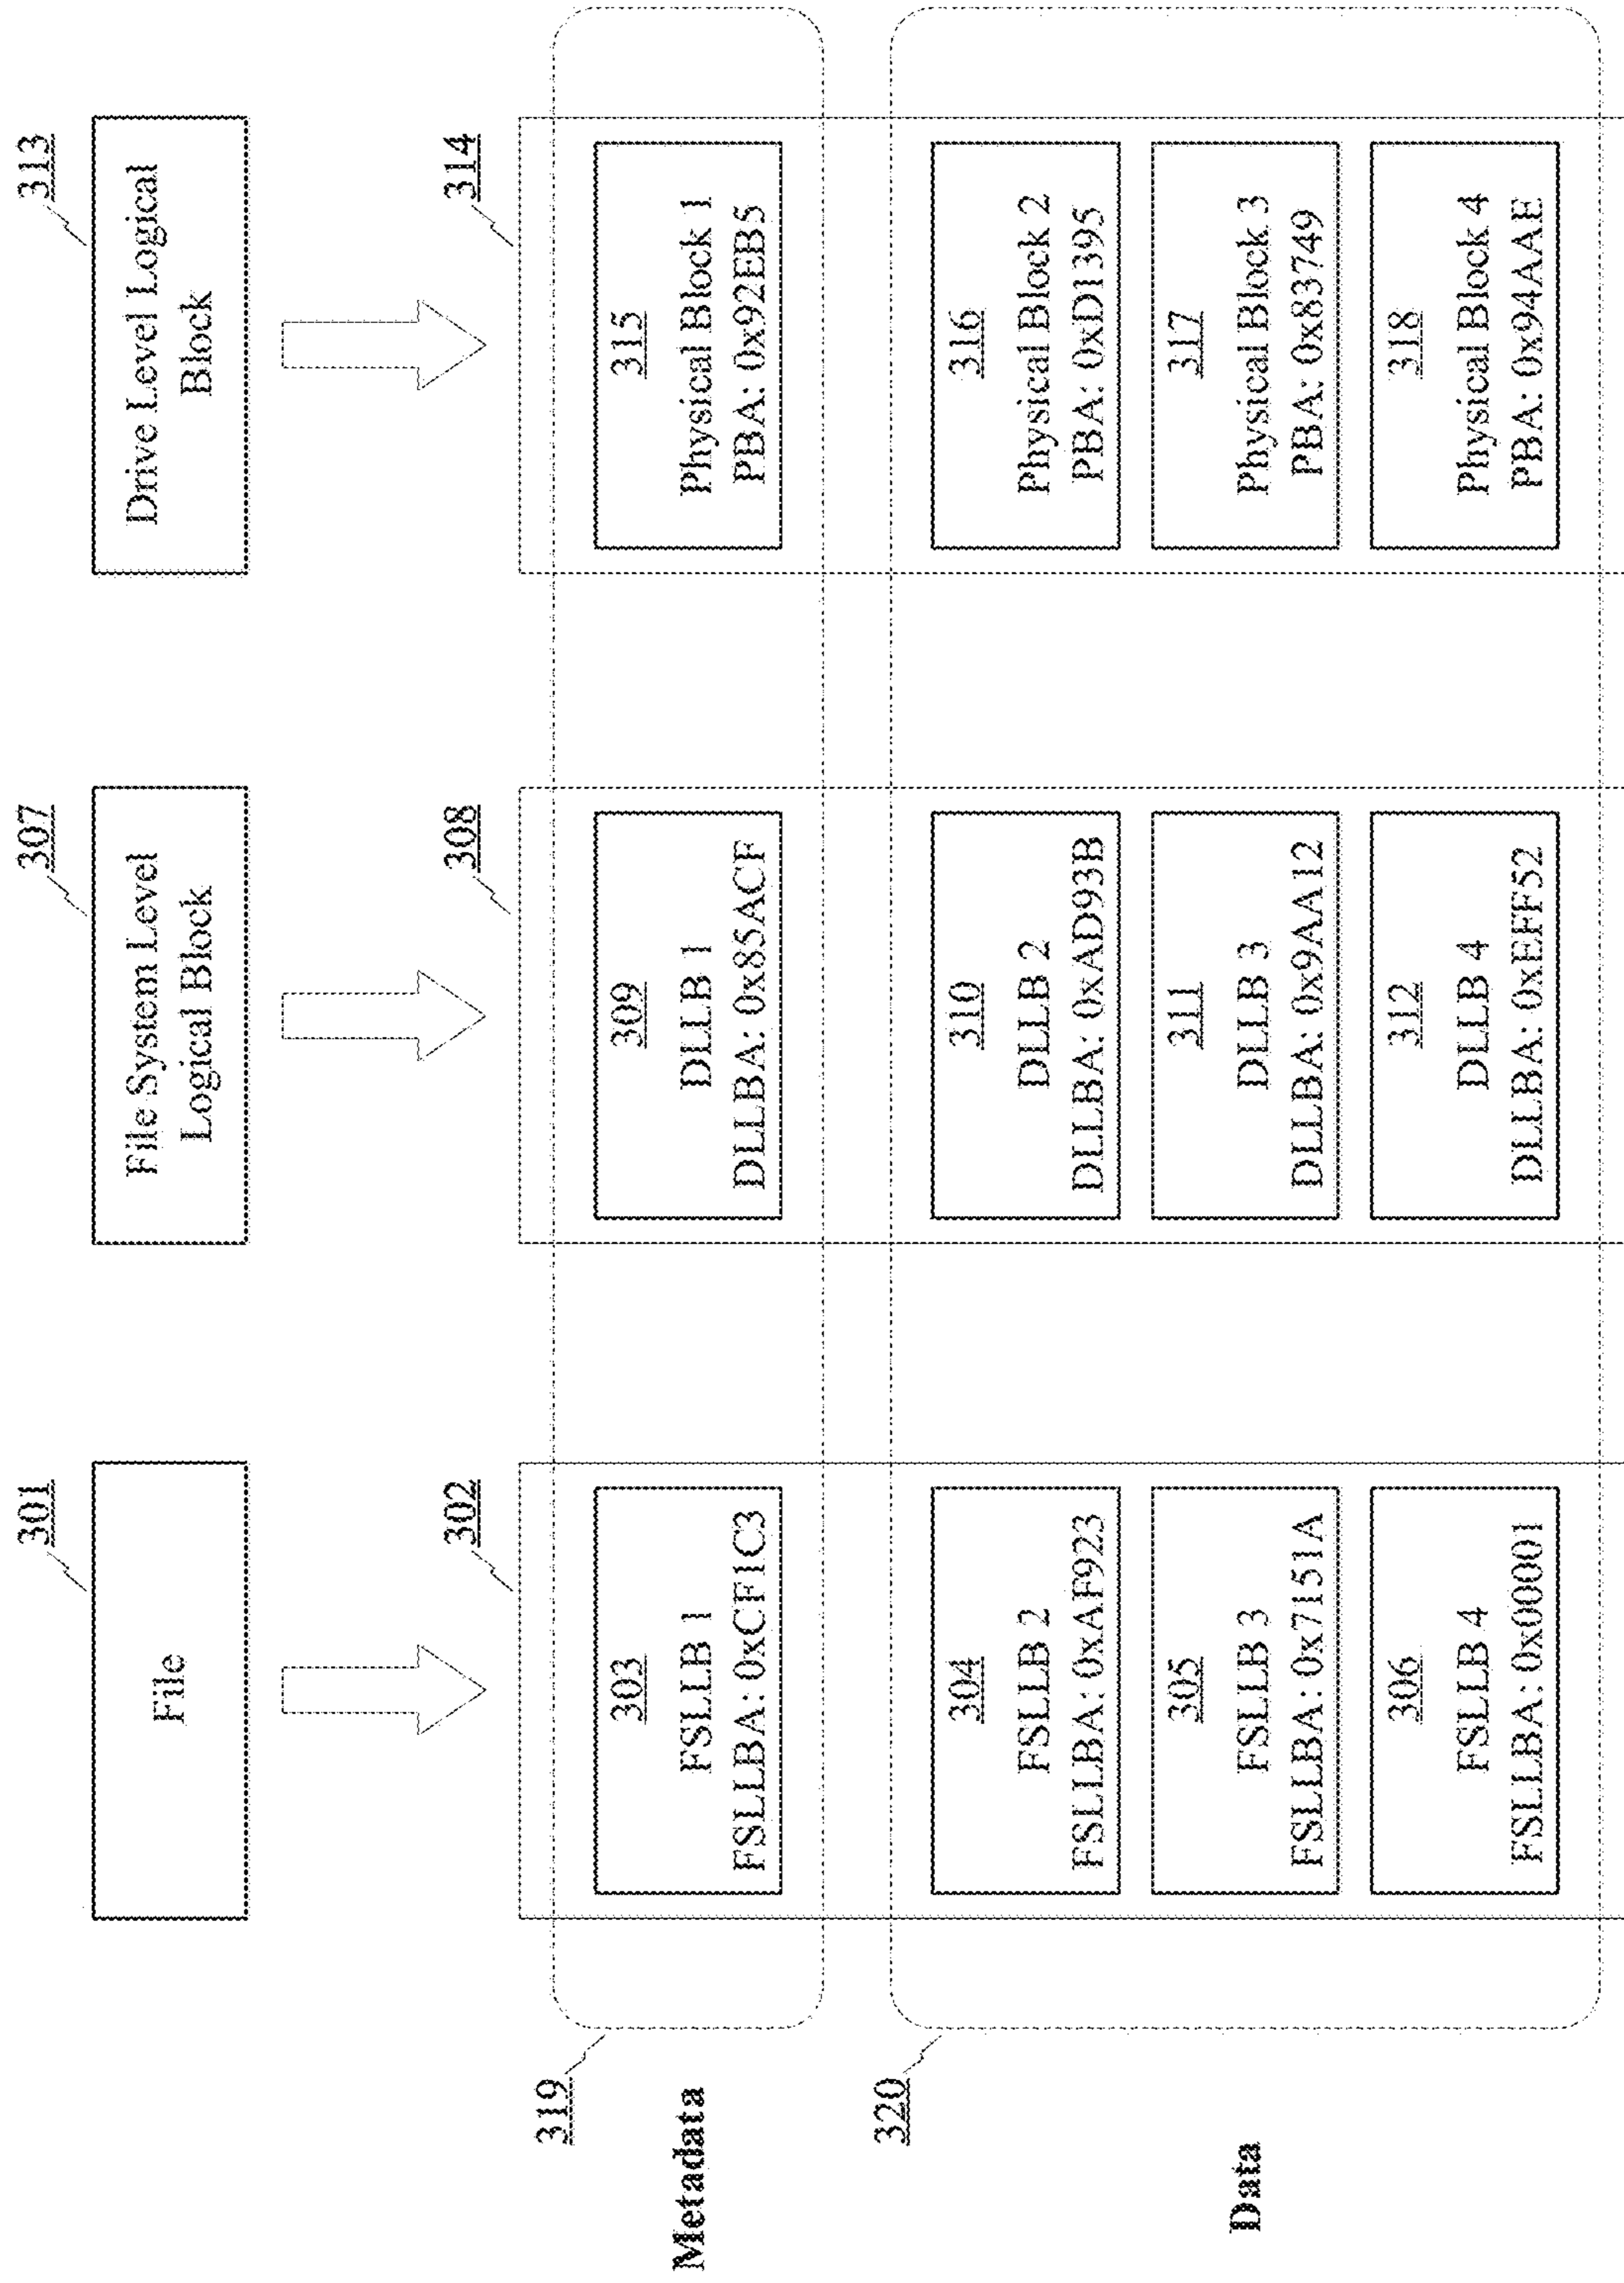 301
File
307
File System Level
Logical Block
313
Drive Level Logical
Block
302
308
314
319
Metadata
303
FSLLB 1
FSLLBA: 0xCF1C3
309
DLLB 1
DLLBA: 0x85ACF
315
Physical Block 1
PBA: 0x92EB5
320
Data
304
FSLLB 2
FSLLBA: 0xAF923
310
DLLB 2
DLLBA: 0xAD93B
316
Physical Block 2
PBA: 0xD1395
305
FSLLB 3
FSLLBA: 0x7151A
311
DLLB 3
DLLBA: 0x9AA12
317
Physical Block 3
PBA: 0x83749
306
FSLLB 4
FSLLBA: 0x00001
312
DLLB 4
DLLBA: 0xEFF52
318
Physical Block 4
PBA: 0x94AAE